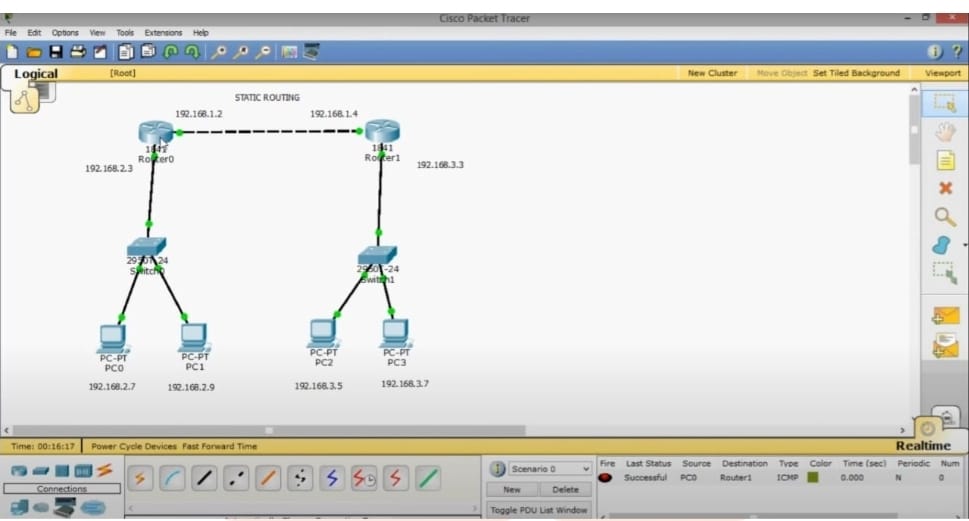 Cisco Packet Tracer
File Edit Options View Tools Extensions Help
Logical
[Root]
New Cluster
Move Object
Set Tiled Background
Viewport
STATIC ROUTING
192.168.1.2
192.168.1.4
1841
Router0
1841
Router1
192.168.2.3
192.168.3.3
2950T-24
Switch0
2950T-24
Switch1
PC-PT
PC0
PC-PT
PC1
PC-PT
PC2
PC-PT
PC3
192.168.2.7
192.168.2.9
192.168.3.5
192.168.3.7
Time: 00:16:17
Power Cycle Devices Fast Forward Time
Realtime
Connections
Scenario 0
New
Delete
Toggle PDU List Window
Fire Last Status Source Destination Type Color Time (sec) Periodic Num
Successful PC0 Router1 ICMP 0.000 N 0